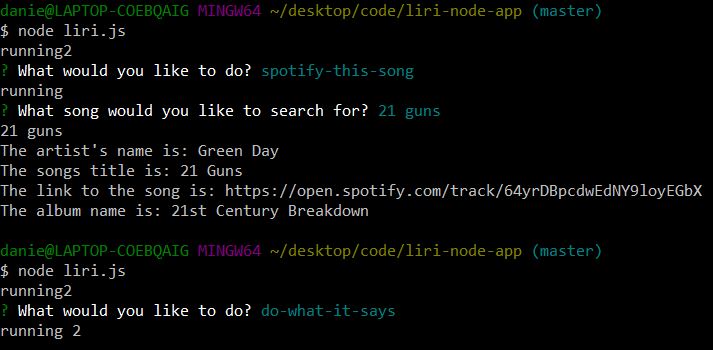 danie@LAPTOP-COEBQAIG MINGW64 ~/desktop/code/liri-node-app (master)
$ node liri.js
running2
? What would you like to do? spotify-this-song
running
? What song would you like to search for? 21 guns
21 guns
The artist's name is: Green Day
The songs title is: 21 Guns
The link to the song is: https://open.spotify.com/track/64yrDBpcdwEdNY9loyEGbX
The album name is: 21st Century Breakdown
danie@LAPTOP-COEBQAIG MINGW64 ~/desktop/code/liri-node-app (master)
$ node liri.js
running2
? What would you like to do? do-what-it-says
running 2